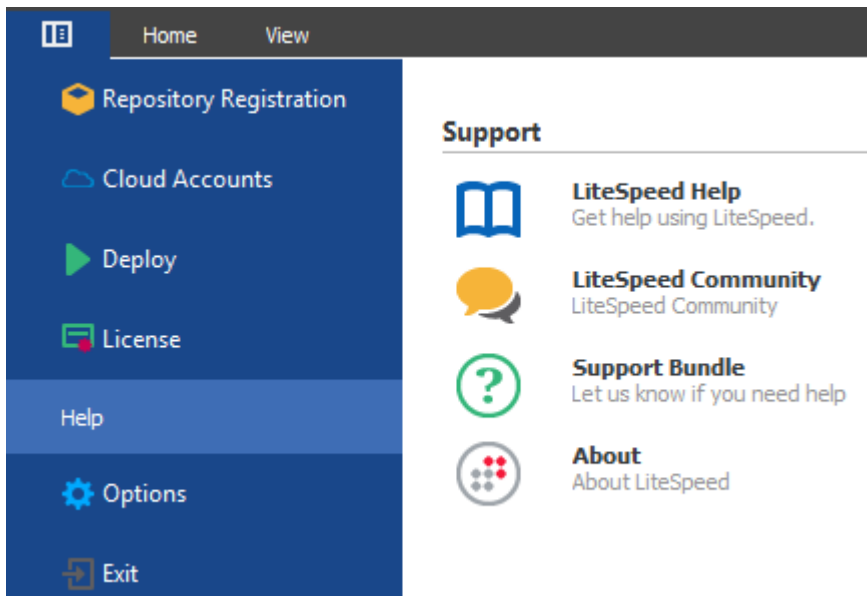 Home View
Repository Registration
Cloud Accounts
Deploy
License
Help
Options
Exit
Support
LiteSpeed Help
Get help using LiteSpeed.
LiteSpeed Community
LiteSpeed Community
Support Bundle
Let us know if you need help
About
About LiteSpeed